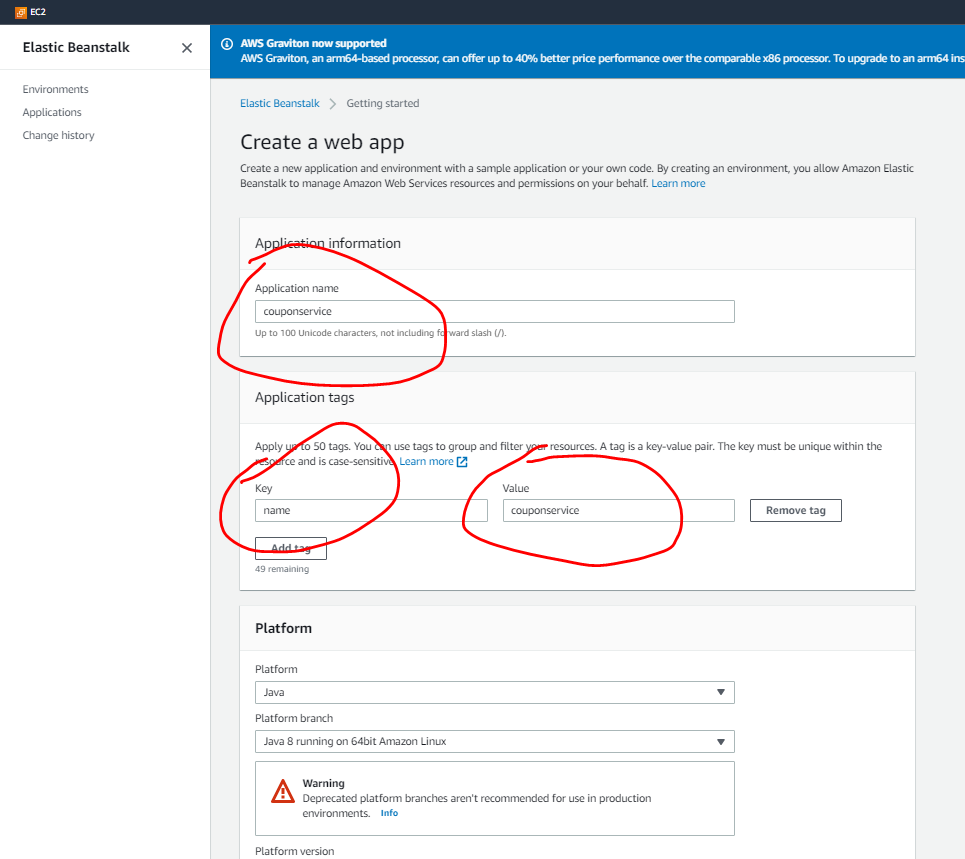 EC2
Elastic Beanstalk
Environments
Applications
Change history
AWS Graviton now supported
AWS Graviton, an arm64-based processor, can offer up to 40% better price performance over the comparable x86 processor. To upgrade to an arm64 ins
Elastic Beanstalk > Getting started
Create a web app
Create a new application and environment with a sample application or your own code. By creating an environment, you allow Amazon Elastic
Beanstalk to manage Amazon Web Services resources and permissions on your behalf. Learn more
Application information
Application name
couponservice
Up to 100 Unicode characters, not including forward slash (/).
Application tags
Apply up to 50 tags. You can use tags to group and filter your resources. A tag is a key-value pair. The key must be unique within the
resource and is case-sensitive. Learn more
Key Value
name couponservice Remove tag
Add tag
49 remaining
Platform
Platform
Java
Platform branch
Java 8 running on 64bit Amazon Linux
Warning
Deprecated platform branches aren't recommended for use in production
environments. Info
Platform version